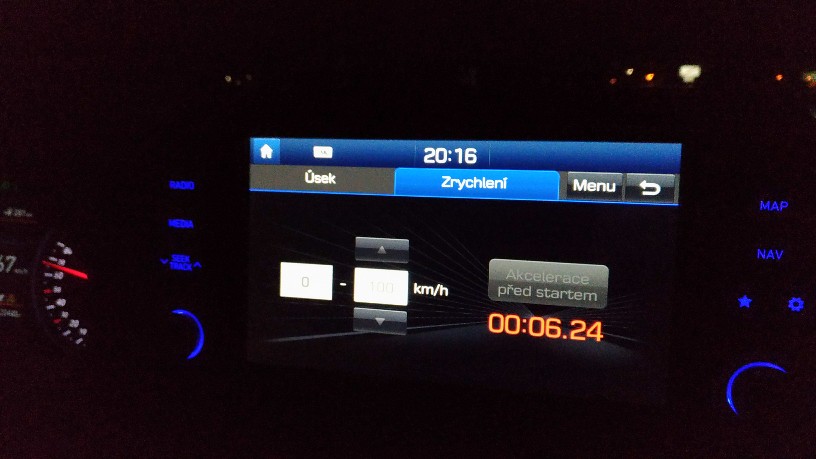 20:16
Úsek
Zrychlení
Menu
RADIO
MEDIA
SEEK
TRACK
MAP
NAV
0 - 100 km/h
Akcelerace
před startem
00:06.24